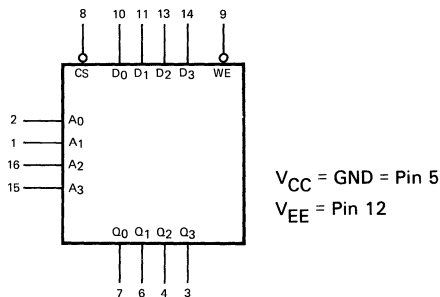 8 10 11 13 14 9
CS D0 D1 D2 D3 WE
2 A0
1 A1
16 A2
15 A3
VCC = GND = Pin 5
VEE = Pin 12
Q0 Q1 Q2 Q3
7 6 4 3